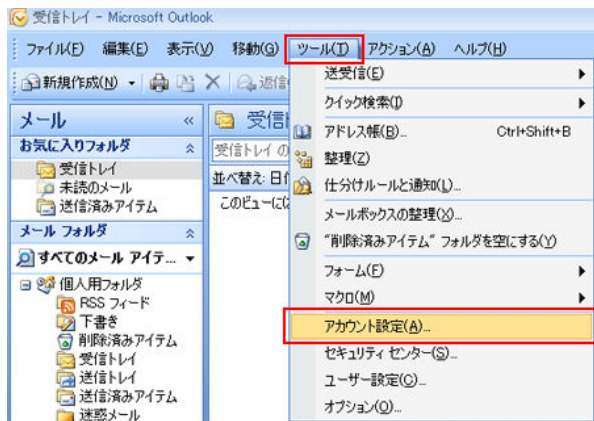 受信トレイ - Microsoft Outlook
ファイル(F) 編集(E) 表示(V) 移動(G) ツール(T) アクション(A) ヘルプ(H)
新規作成(N) 返信
メール «
お気に入りフォルダ
受信トレイ
未読のメール
送信済みアイテム
メール フォルダ
すべてのメール アイテ...
個人用フォルダ
RSS フィード
下書き
削除済みアイテム
受信トレイ
送信トレイ
送信済みアイテム
迷惑メール
受信
受信トレイ の
並べ替え: 日
このビューに
送受信(E)
クイック検索(I)
アドレス帳(B)... Ctrl+Shift+B
整理(Z)
仕分けルールと通知(L)...
メールボックスの整理(X)...
"削除済みアイテム" フォルダを空にする(Y)
フォーム(F)
マクロ(M)
アカウント設定(A)...
セキュリティ センター(S)...
ユーザー設定(C)...
オプション(O)...